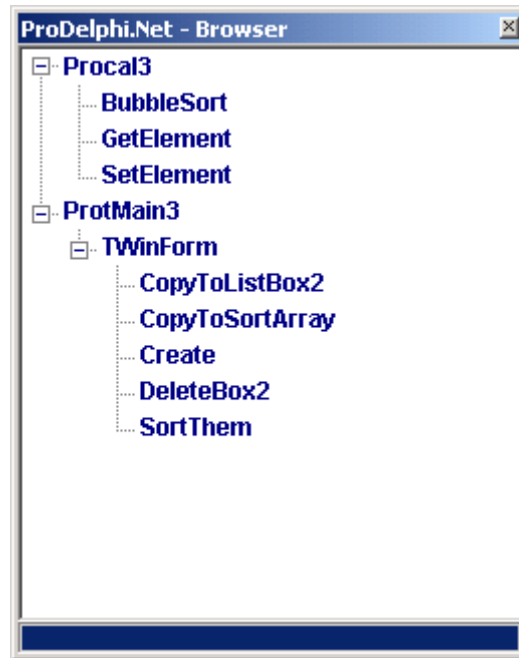 ProDelphi.Net - Browser
Procal3
BubbleSort
GetElement
SetElement
ProtMain3
TWinForm
CopyToListBox2
CopyToSortArray
Create
DeleteBox2
SortThem